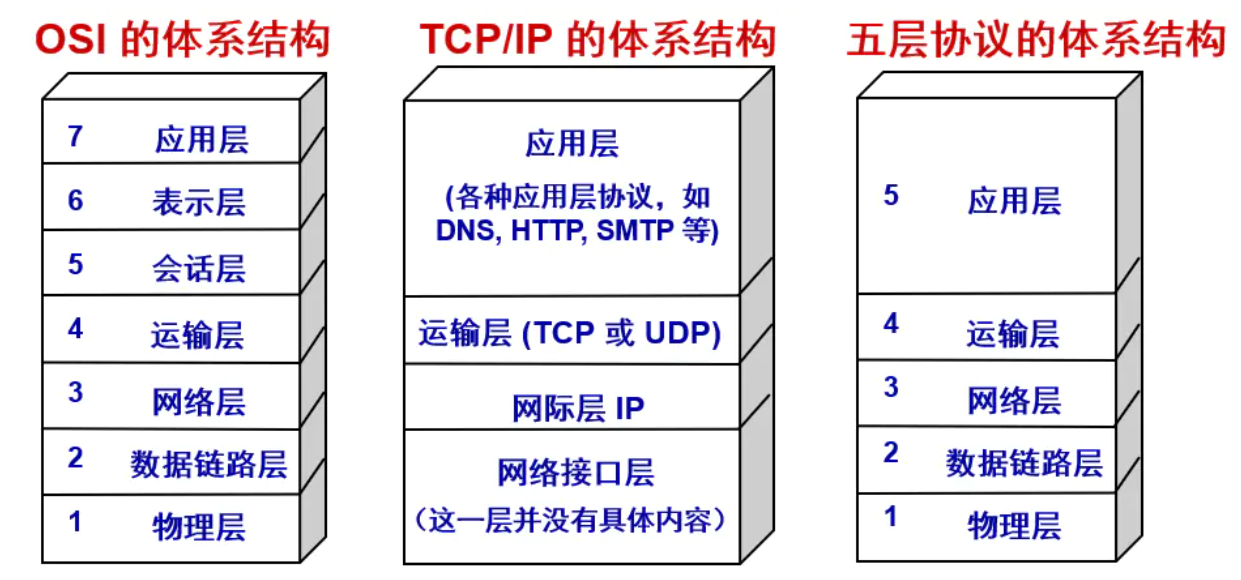 OSI 的体系结构
7 应用层
6 表示层
5 会话层
4 运输层
3 网络层
2 数据链路层
1 物理层
TCP/IP 的体系结构
应用层
(各种应用层协议，如
DNS, HTTP, SMTP 等)
运输层 (TCP 或 UDP)
网际层 IP
网络接口层
（这一层并没有具体内容）
五层协议的体系结构
5 应用层
4 运输层
3 网络层
2 数据链路层
1 物理层